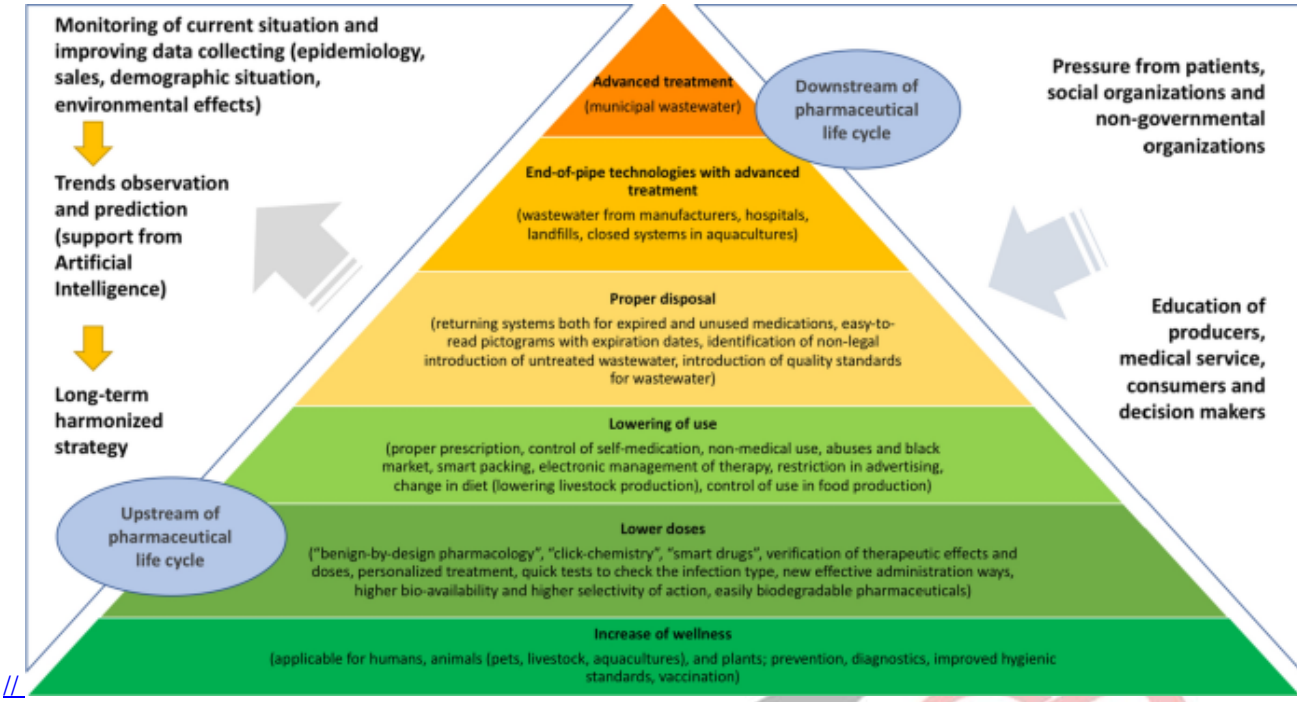 Monitoring of current situation and
improving data collecting (epidemiology,
sales, demographic situation,
environmental effects)
Trends observation
and prediction
(support from
Artificial
Intelligence)
Long-term
harmonized
strategy
Upstream of
pharmaceutical
life cycle
Advanced treatment
(municipal wastewater)
End-of-pipe technologies with advanced
treatment
(wastewater from manufacturers, hospitals,
landfills, closed systems in aquacultures)
Proper disposal
(returning systems both for expired and unused medications, easy-to-
read pictograms with expiration dates, identification of non-legal
introduction of untreated wastewater, introduction of quality standards
for wastewater)
Lowering of use
(proper prescription, control of self-medication, non-medical use, abuses and black
market, smart packing, electronic management of therapy, restriction in advertising,
change in diet (lowering livestock production), control of use in food production)
Lower doses
("benign-by-design pharmacology", "click-chemistry", "smart drugs", verification of therapeutic effects and
doses, personalized treatment, quick tests to check the infection type, new effective administration ways,
higher bio-availability and higher selectivity of action, easily biodegradable pharmaceuticals)
Increase of wellness
(applicable for humans, animals (pets, livestock, aquacultures), and plants; prevention, diagnostics, improved hygienic
standards, vaccination)
Downstream of
pharmaceutical
life cycle
Pressure from patients,
social organizations and
non-governmental
organizations
Education of
producers,
medical service,
consumers and
decision makers
//